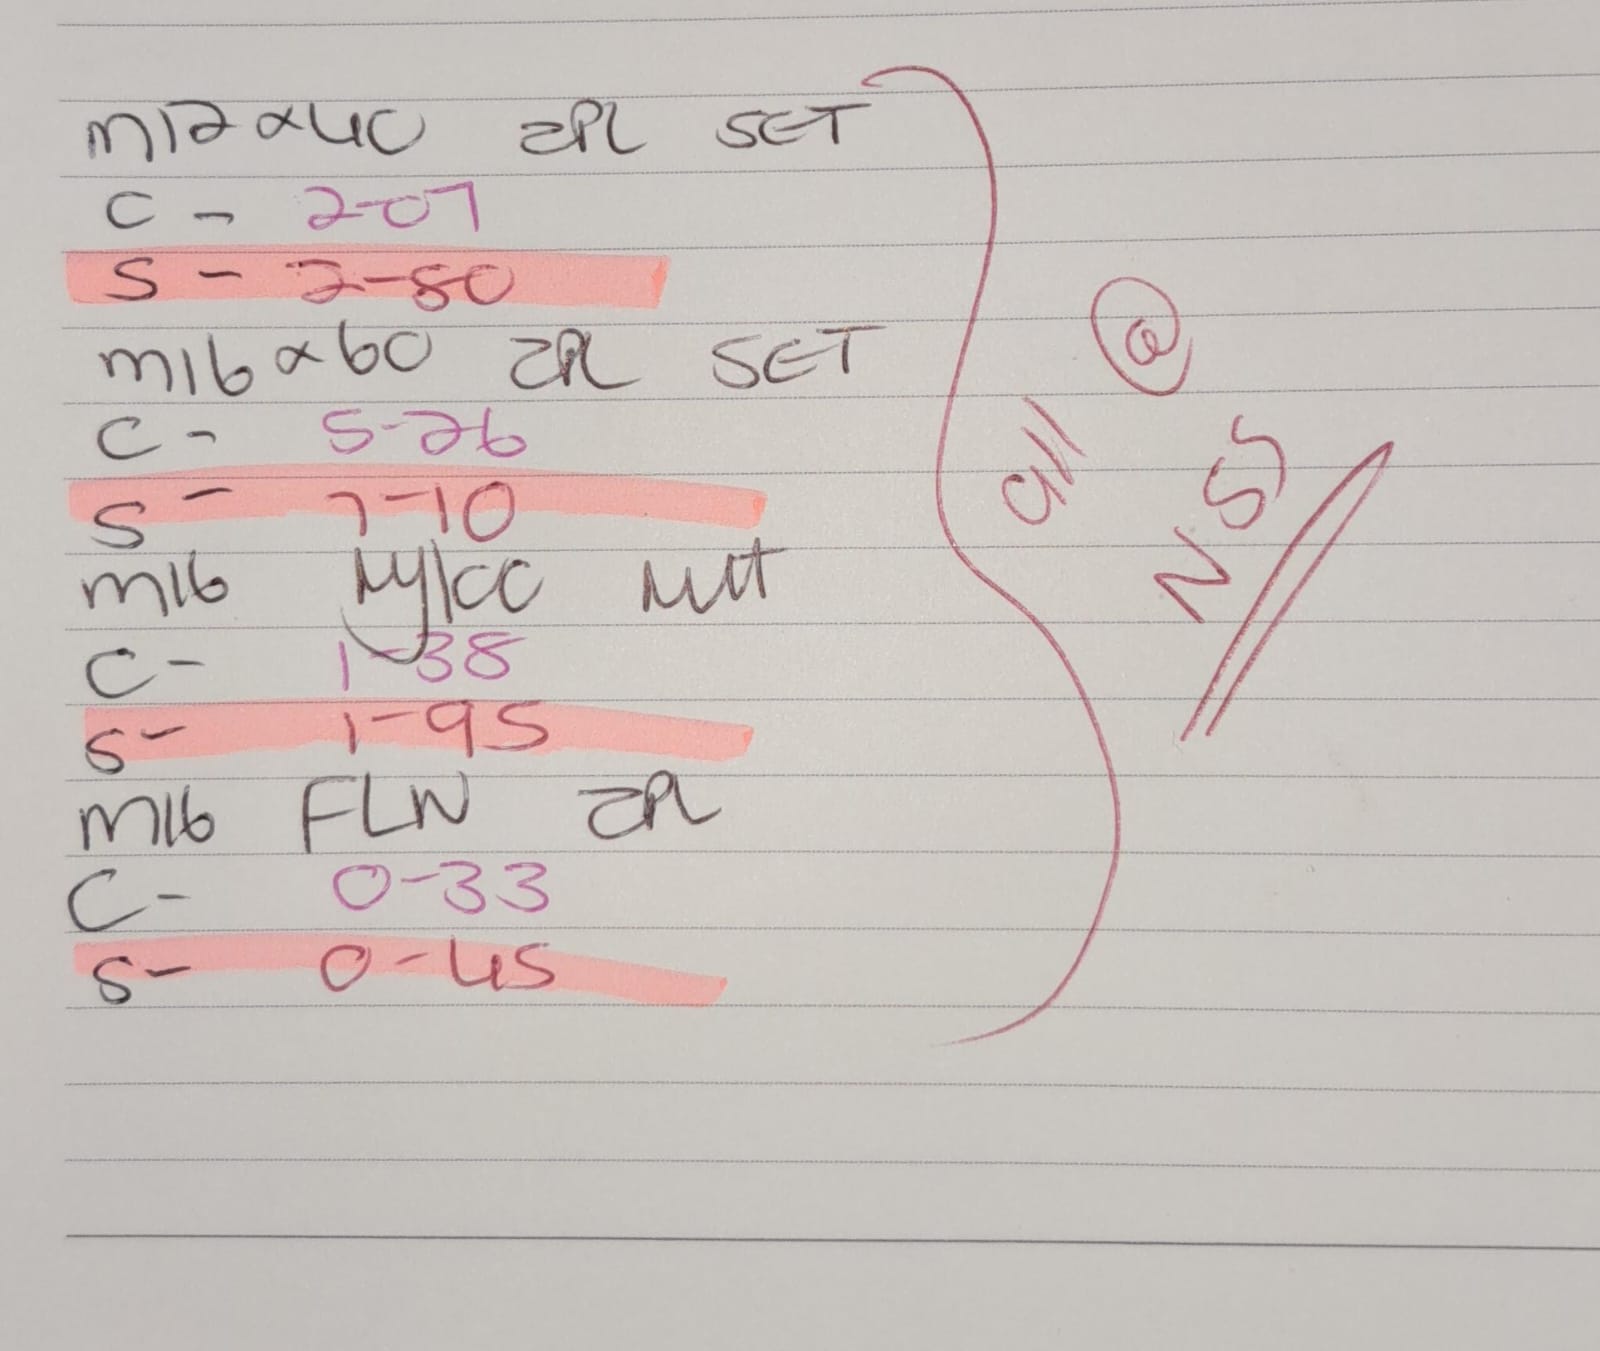 M12x40 ZPL SET
C - 2-07
S - 2-80
M16x60 ZPL SET
C - 5-26
S - 7-10
M16 Nyloc Nut
C - 1-38
S - 1-95
M16 FLW ZPL
C - 0-33
S - 0-45
all @ NSS